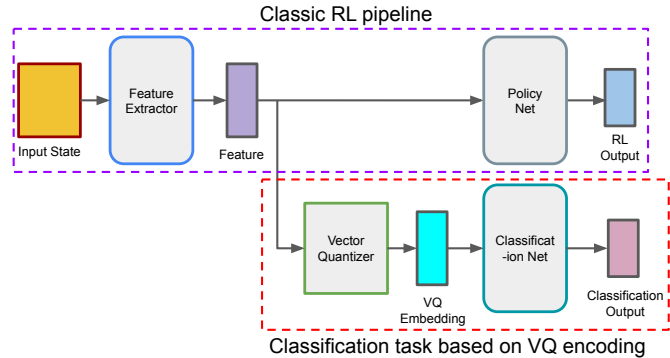 Classic RL pipeline
Feature
Extractor
Policy
Net
Input State
Feature
RL
Output
Vector
Quantizer
Classificat
-ion Net
VQ
Embedding
Classification
Output
Classification task based on VQ encoding